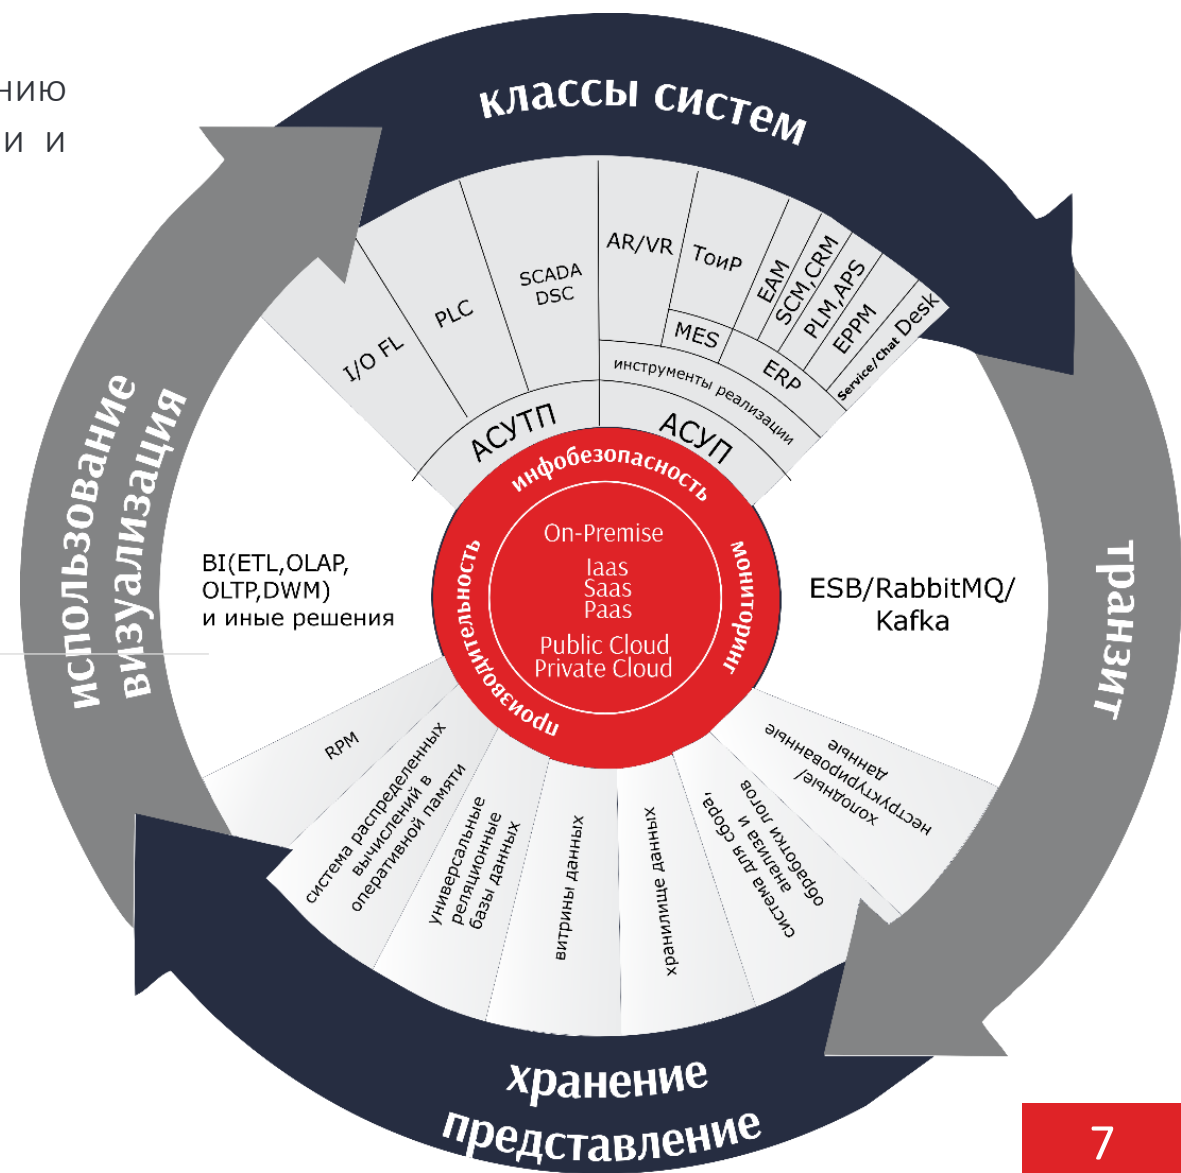 нию
и и
классы систем
I/O FL
PLC
SCADA
DSC
AR/VR
ТоиР
EAM
SCM,CRM
PLM,APS
EPPM
Service/Chat Desk
MES
ERP
инструменты реализации
АСУТП
АСУП
инфобезопасность
мониторинг
производительность
On-Premise
Iaas
Saas
Paas
Public Cloud
Private Cloud
использование
визуализация
BI(ETL,OLAP,
OLTP,DWM)
и иные решения
ESB/RabbitMQ/
Kafka
транзит
RPM
система распределенных
вычислений в
оперативной памяти
универсальные
реляционные
базы данных
витрины данных
хранилище данных
система для сбора,
анализа и
обработки логов
холодные/
неструктурированные
данные
хранение
представление
7